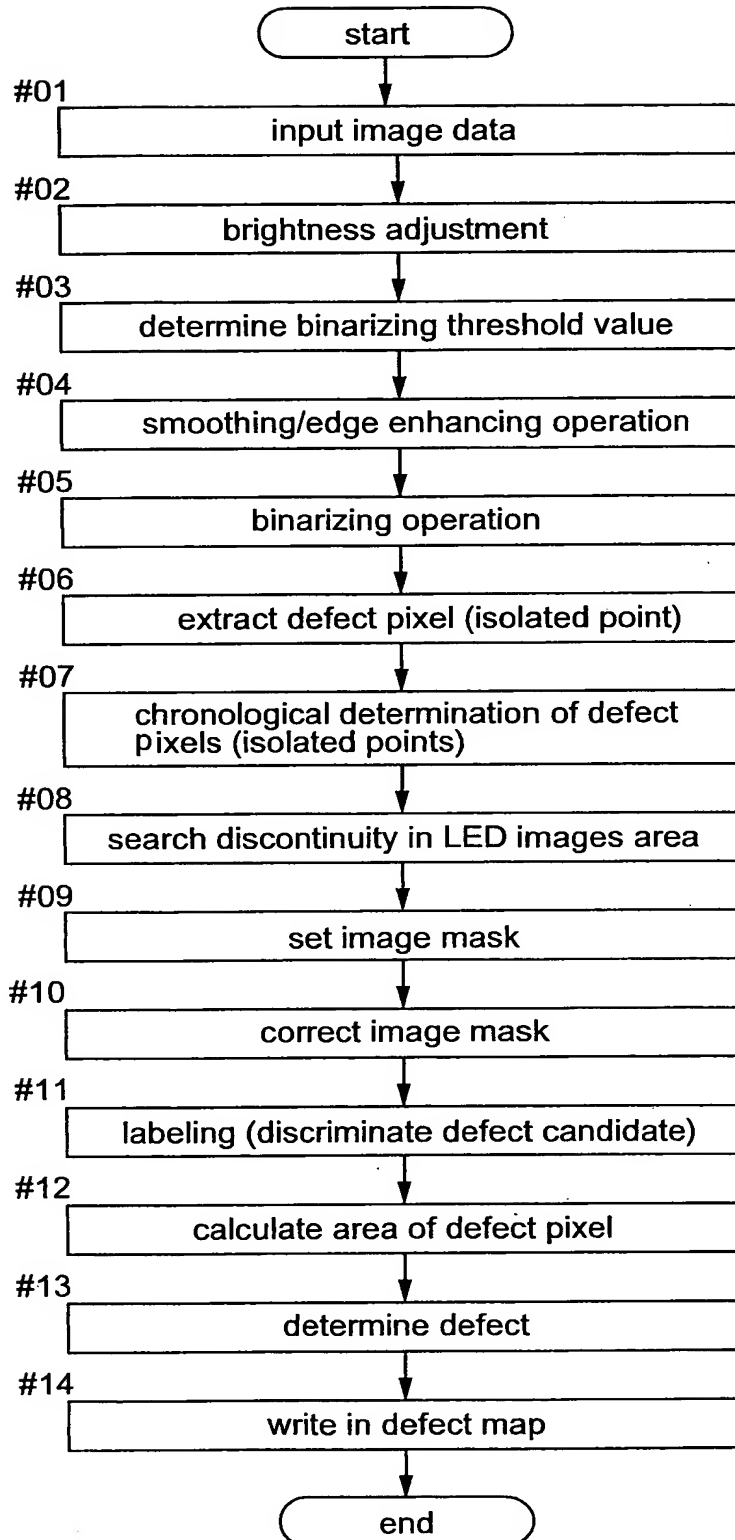 start
#01
input image data
#02
brightness adjustment
#03
determine binarizing threshold value
#04
smoothing/edge enhancing operation
#05
binarizing operation
#06
extract defect pixel (isolated point)
#07
chronological determination of defect
pixels (isolated points)
#08
search discontinuity in LED images area
#09
set image mask
#10
correct image mask
#11
labeling (discriminate defect candidate)
#12
calculate area of defect pixel
#13
determine defect
#14
write in defect map
end